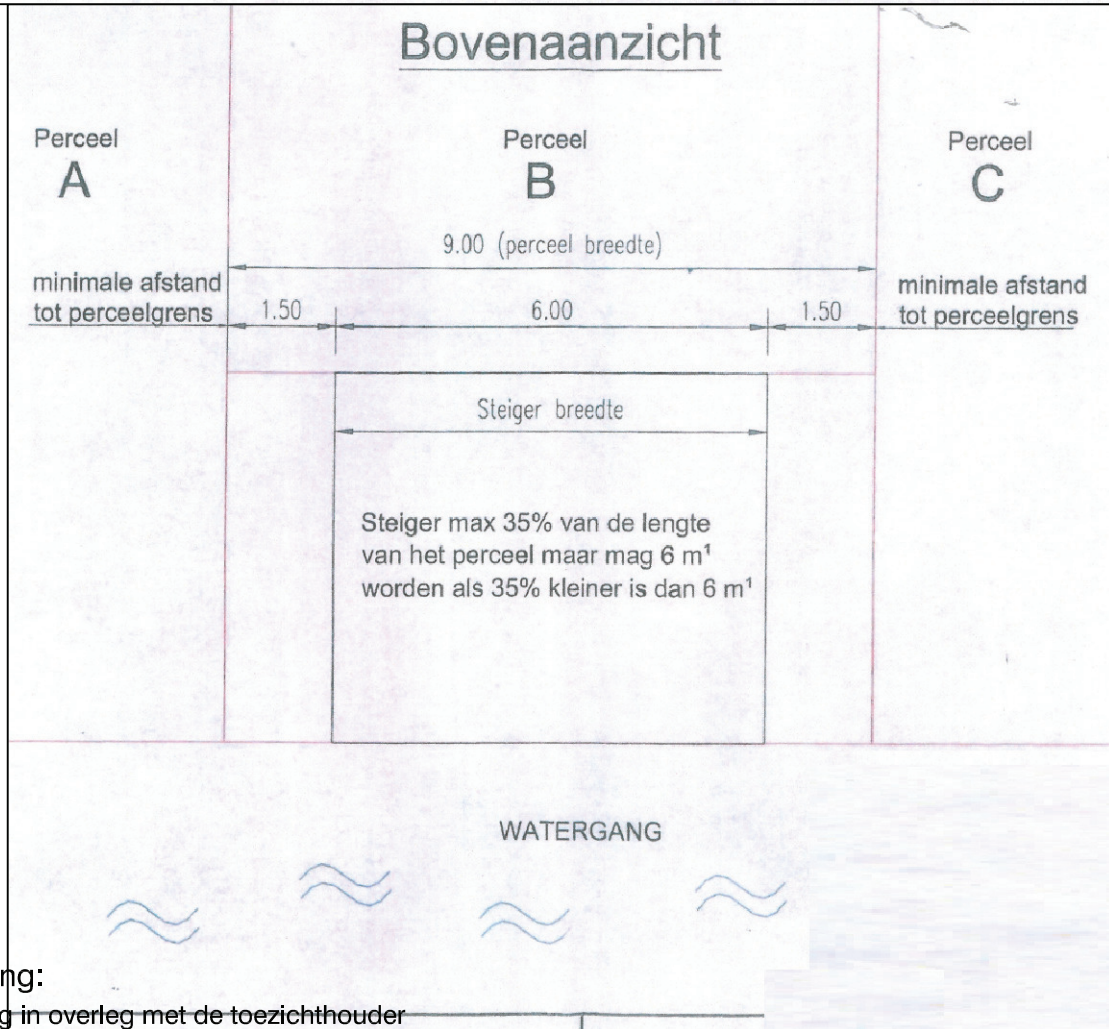 Bovenaanzicht
Perceel
A
Perceel
B
Perceel
C
9.00 (perceel breedte)
minimale afstand
tot perceelgrens
1.50
6.00
1.50
minimale afstand
tot perceelgrens
Steiger breedte
Steiger max 35% van de lengte
van het perceel maar mag 6 m¹
worden als 35% kleiner is dan 6 m¹
WATERGANG
ng:
g in overleg met de toezichthouder